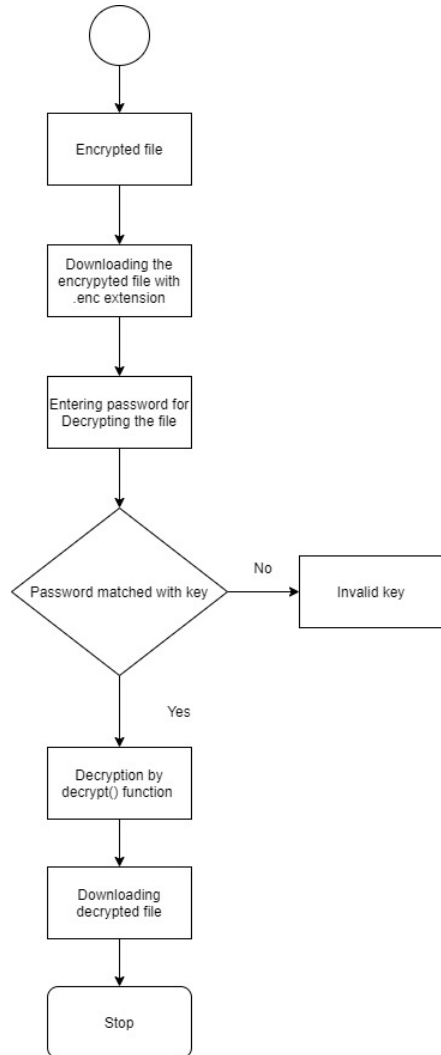 Encrypted file
Downloading the
encrypyted file with
.enc extension
Entering password for
Decrypting the file
Password matched with key
No
Invalid key
Yes
Decryption by
decrypt() function
Downloading
decrypted file
Stop